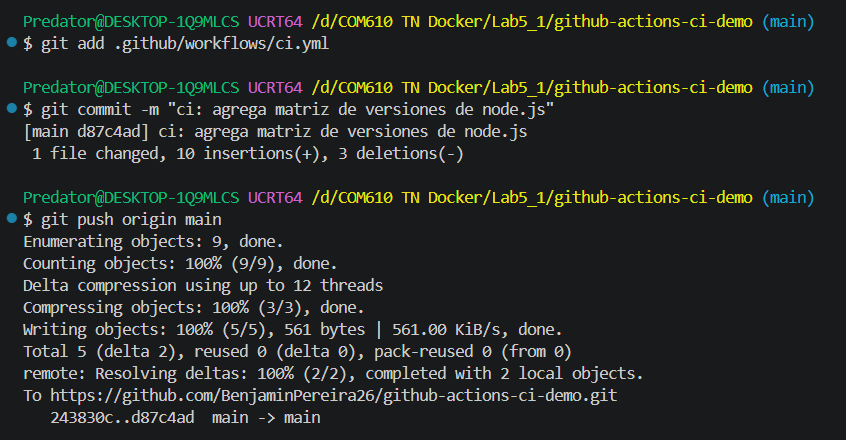 Predator@DESKTOP-1Q9MLCS UCRT64 /d/COM610 TN Docker/Lab5_1/github-actions-ci-demo (main)
$ git add .github/workflows/ci.yml
Predator@DESKTOP-1Q9MLCS UCRT64 /d/COM610 TN Docker/Lab5_1/github-actions-ci-demo (main)
$ git commit -m "ci: agrega matriz de versiones de node.js"
[main d87c4ad] ci: agrega matriz de versiones de node.js
1 file changed, 10 insertions(+), 3 deletions(-)
Predator@DESKTOP-1Q9MLCS UCRT64 /d/COM610 TN Docker/Lab5_1/github-actions-ci-demo (main)
$ git push origin main
Enumerating objects: 9, done.
Counting objects: 100% (9/9), done.
Delta compression using up to 12 threads
Compressing objects: 100% (3/3), done.
Writing objects: 100% (5/5), 561 bytes | 561.00 KiB/s, done.
Total 5 (delta 2), reused 0 (delta 0), pack-reused 0 (from 0)
remote: Resolving deltas: 100% (2/2), completed with 2 local objects.
To https://github.com/BenjaminPereira26/github-actions-ci-demo.git
243830c..d87c4ad  main -> main